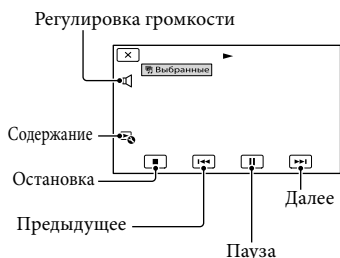 Регулировка громкости
Выбранные
Содержание
Остановка
Далее
Предыдущее
Пауза